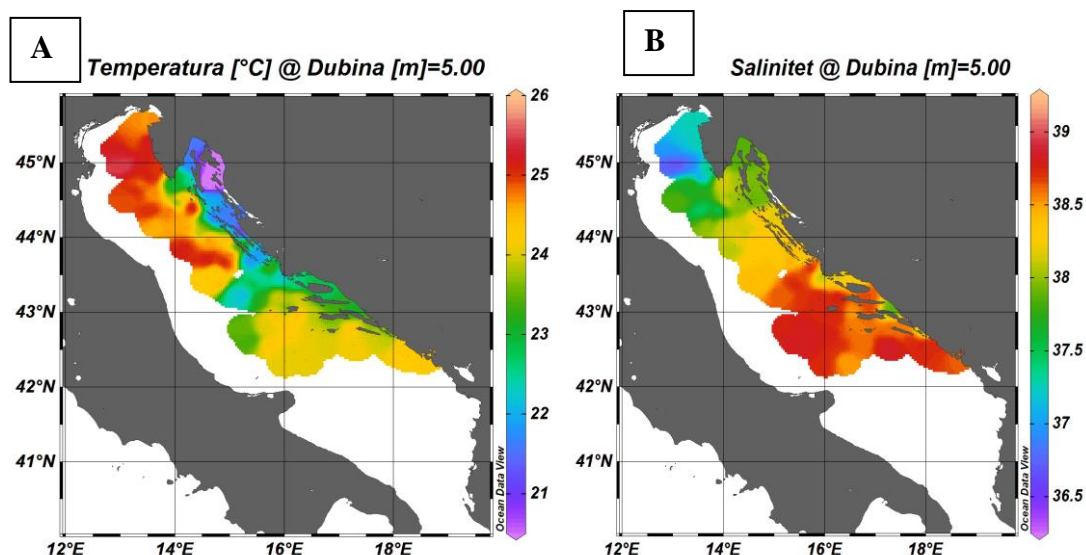 A
Temperatura [°C] @ Dubina [m]=5.00
45°N
44°N
43°N
42°N
41°N
12°E
14°E
16°E
18°E
26
25
24
23
22
21
Ocean Data View
B
Salinitet @ Dubina [m]=5.00
45°N
44°N
43°N
42°N
41°N
12°E
14°E
16°E
18°E
39
38.5
38
37.5
37
36.5
Ocean Data View